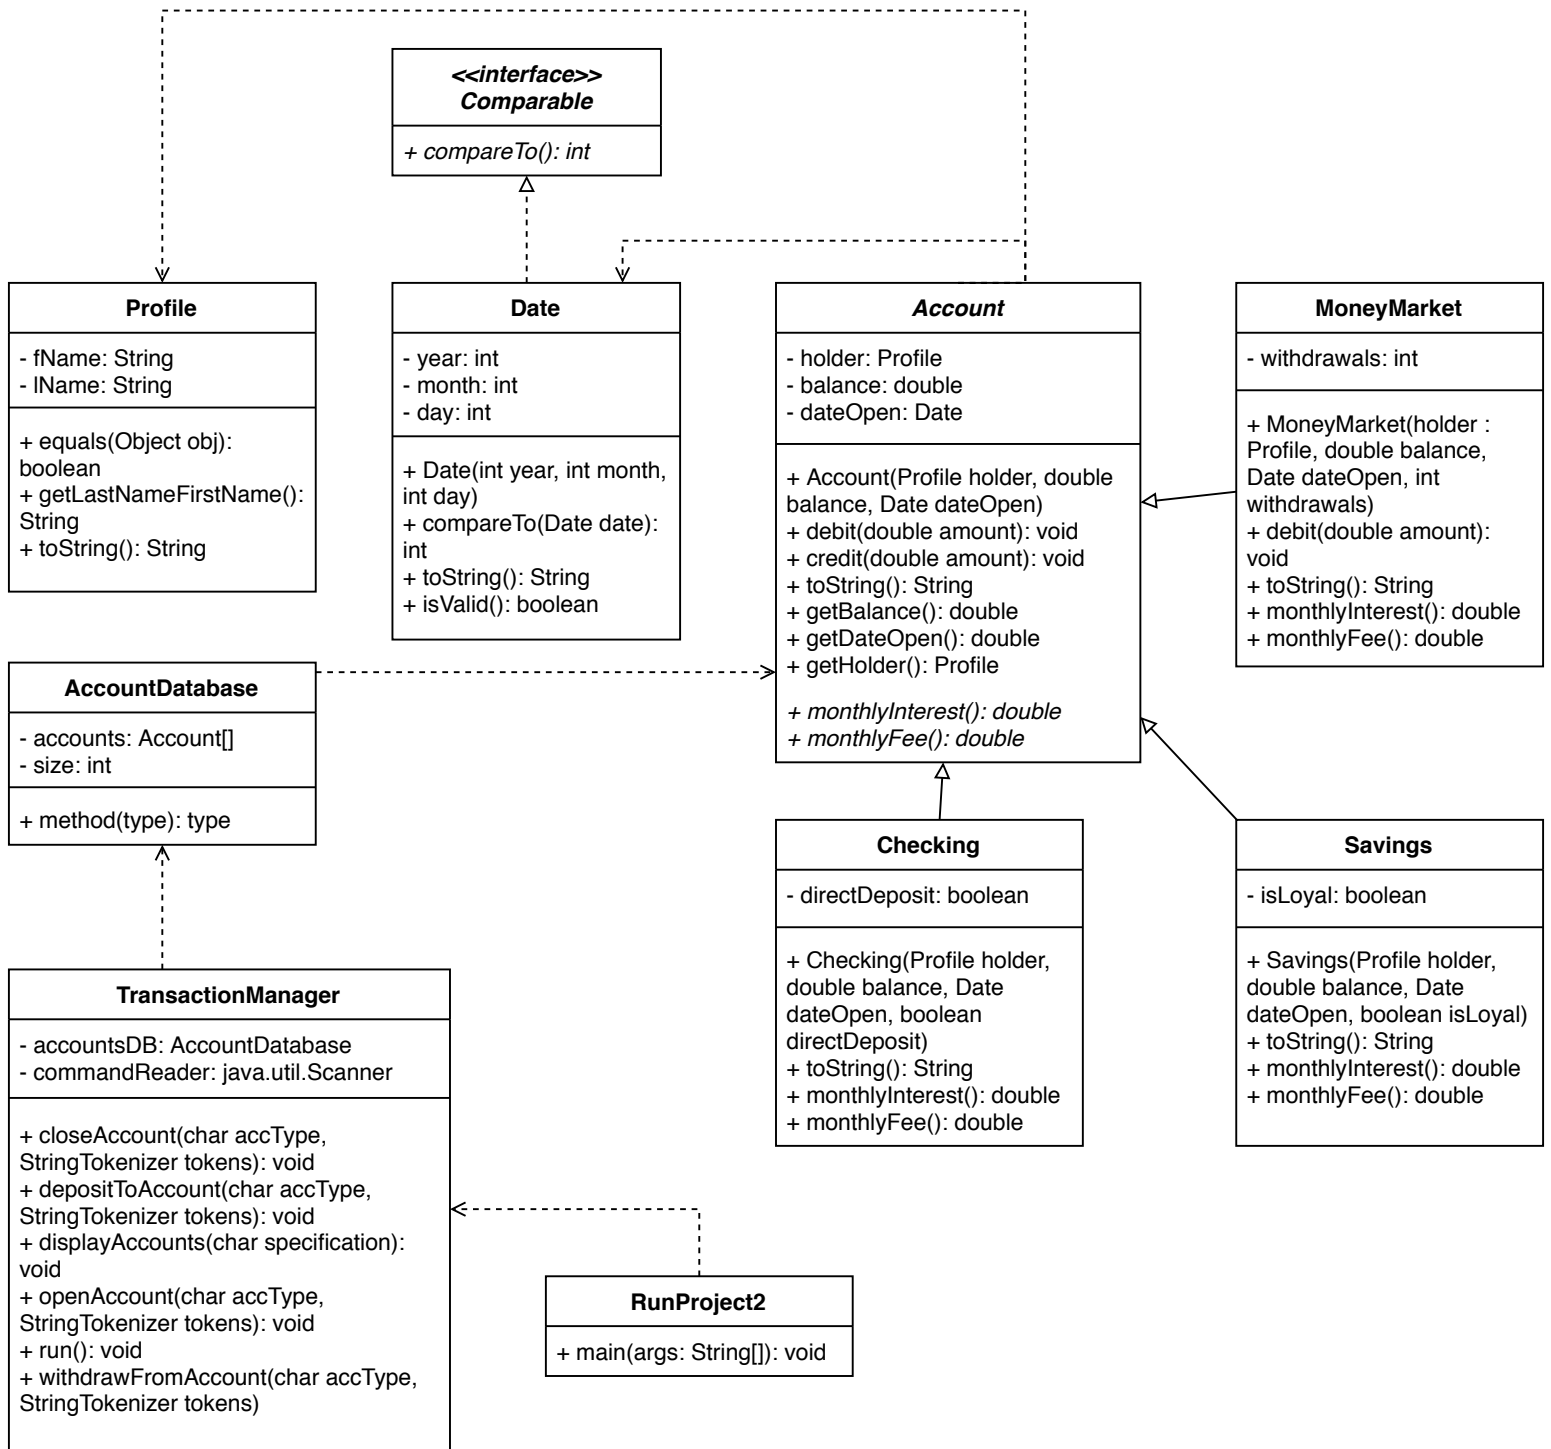 <<interface>>
Comparable
+ compareTo(): int
Profile
- fName: String
- lName: String
+ equals(Object obj):
boolean
+ getLastNameFirstName():
String
+ toString(): String
Date
- year: int
- month: int
- day: int
+ Date(int year, int month,
int day)
+ compareTo(Date date):
int
+ toString(): String
+ isValid(): boolean
Account
- holder: Profile
- balance: double
- dateOpen: Date
+ Account(Profile holder, double
balance, Date dateOpen)
+ debit(double amount): void
+ credit(double amount): void
+ toString(): String
+ getBalance(): double
+ getDateOpen(): double
+ getHolder(): Profile
+ monthlyInterest(): double
+ monthlyFee(): double
MoneyMarket
- withdrawals: int
+ MoneyMarket(holder :
Profile, double balance,
Date dateOpen, int
withdrawals)
+ debit(double amount):
void
+ toString(): String
+ monthlyInterest(): double
+ monthlyFee(): double
AccountDatabase
- accounts: Account[]
- size: int
+ method(type): type
Checking
- directDeposit: boolean
+ Checking(Profile holder,
double balance, Date
dateOpen, boolean
directDeposit)
+ toString(): String
+ monthlyInterest(): double
+ monthlyFee(): double
Savings
- isLoyal: boolean
+ Savings(Profile holder,
double balance, Date
dateOpen, boolean isLoyal)
+ toString(): String
+ monthlyInterest(): double
+ monthlyFee(): double
TransactionManager
- accountsDB: AccountDatabase
- commandReader: java.util.Scanner
+ closeAccount(char accType,
StringTokenizer tokens): void
+ depositToAccount(char accType,
StringTokenizer tokens): void
+ displayAccounts(char specification):
void
+ openAccount(char accType,
StringTokenizer tokens): void
+ run(): void
+ withdrawFromAccount(char accType,
StringTokenizer tokens)
RunProject2
+ main(args: String[]): void